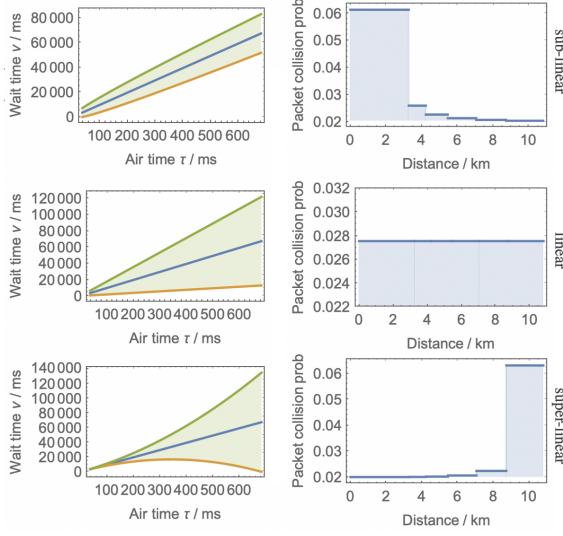 80 000
60 000
40 000
20 000
0
100 200 300 400 500 600
Wait time ν / ms
Air time τ / ms
0.06
0.05
0.04
0.03
0.02
0 2 4 6 8 10
Packet collision prob
Distance / km
sub-linear
120 000
100 000
80 000
60 000
40 000
20 000
0
100 200 300 400 500 600
Wait time ν / ms
Air time τ / ms
0.032
0.030
0.028
0.026
0.024
0.022
0 2 4 6 8 10
Packet collision prob
Distance / km
linear
140 000
120 000
100 000
80 000
60 000
40 000
20 000
0
100 200 300 400 500 600
Wait time ν / ms
Air time τ / ms
0.06
0.05
0.04
0.03
0.02
0 2 4 6 8 10
Packet collision prob
Distance / km
super-linear